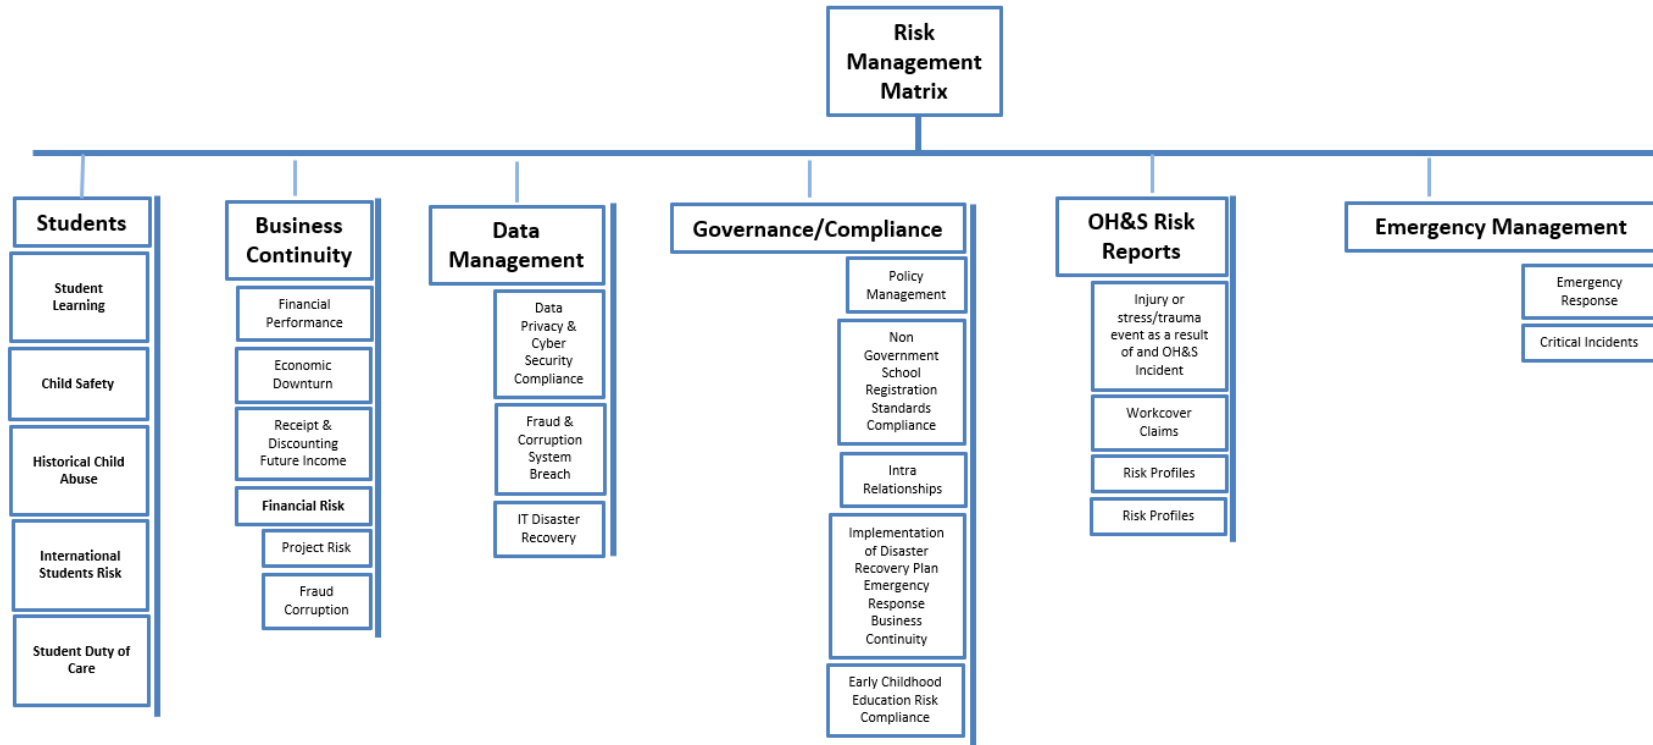 Risk
Management
Matrix
Students
Student
Learning
Child Safety
Historical Child
Abuse
International
Students Risk
Student Duty of
Care
Business
Continuity
Financial
Performance
Economic
Downturn
Receipt &
Discounting
Future Income
Financial Risk
Project Risk
Fraud
Corruption
Data
Management
Data
Privacy &
Cyber
Security
Compliance
Fraud &
Corruption
System
Breach
IT Disaster
Recovery
Governance/Compliance
Policy
Management
Non
Government
School
Registration
Standards
Compliance
Intra
Relationships
Implementation
of Disaster
Recovery Plan
Emergency
Response
Business
Continuity
Early Childhood
Education Risk
Compliance
OH&S Risk
Reports
Injury or
stress/trauma
event as a result
of and OH&S
Incident
Workcover
Claims
Risk Profiles
Risk Profiles
Emergency Management
Emergency
Response
Critical Incidents